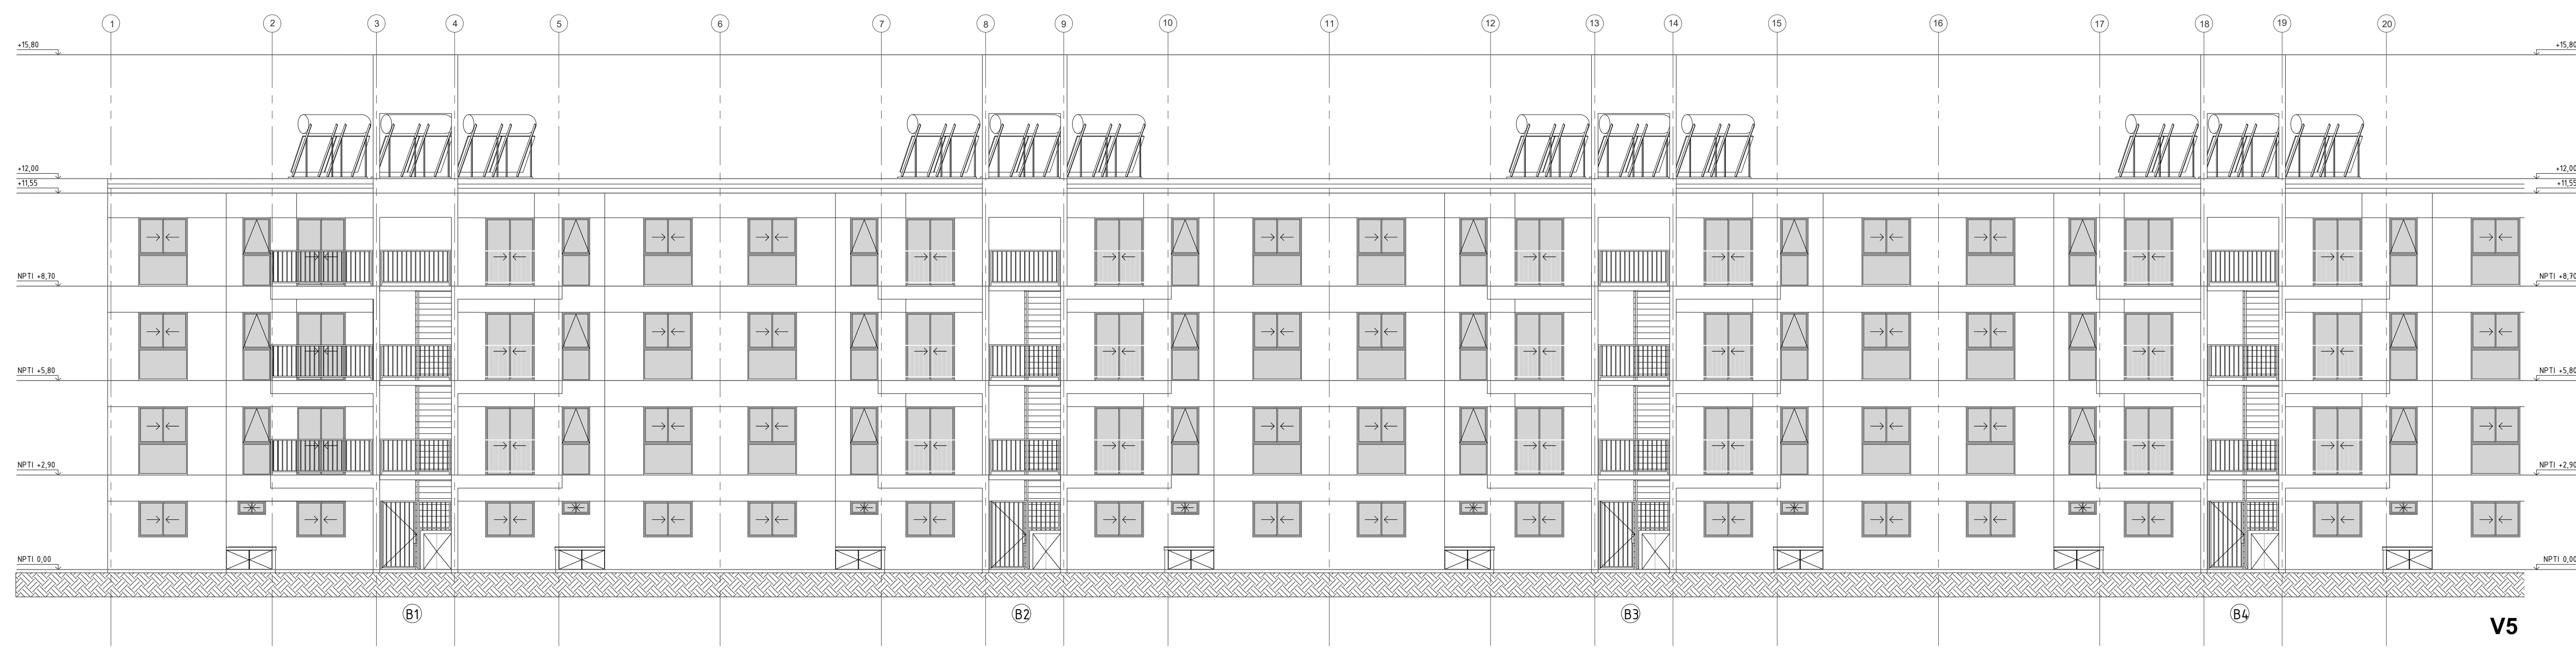 1 2 3 4 5 6 7 8 9 10 11 12 13 14 15 16 17 18 19 20
+15,80 +15,80
+12,00 +12,00
+11,55 +11,55
NPTI +8,70 NPTI +8,70
NPTI +5,80 NPTI +5,80
NPTI +2,90 NPTI +2,90
NPTI 0,00 NPTI 0,00
B1 B2 B3 B4
V5